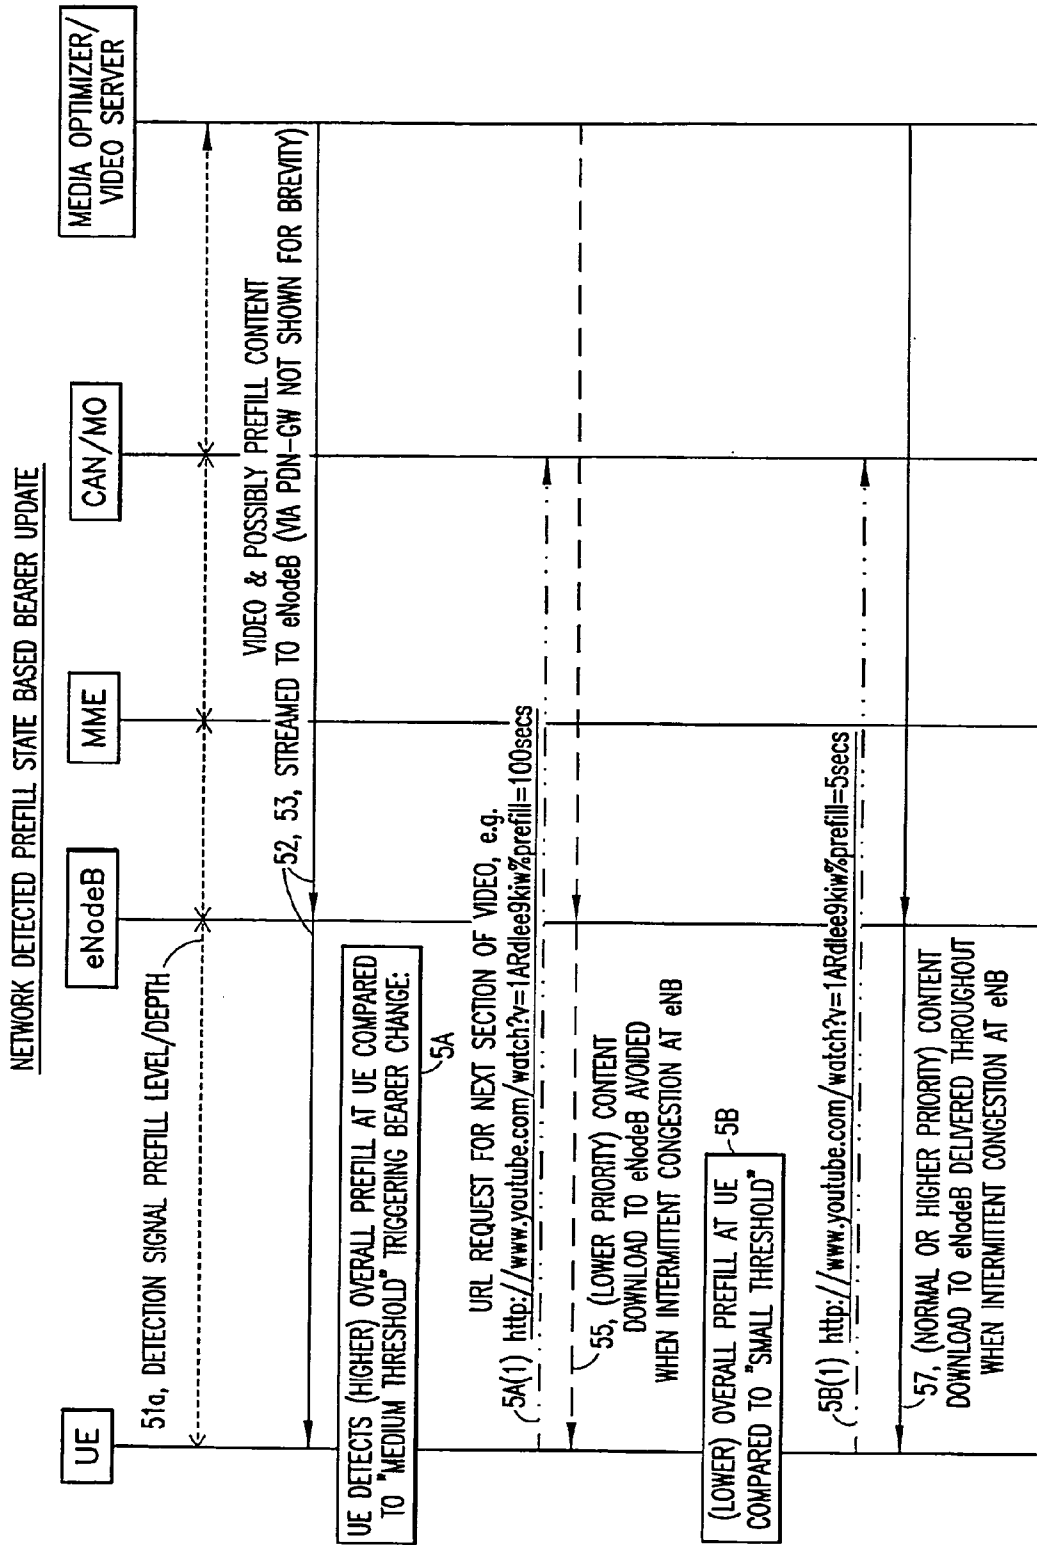 NETWORK DETECTED PREFILL STATE BASED BEARER UPDATE
UE
eNodeB
MME
CAN/MO
MEDIA OPTIMIZER/
VIDEO SERVER
51a, DETECTION SIGNAL PREFILL LEVEL/DEPTH
VIDEO & POSSIBLY PREFILL CONTENT
52, 53, STREAMED TO eNodeB (VIA PDN-GW NOT SHOWN FOR BREVITY)
UE DETECTS (HIGHER) OVERALL PREFILL AT UE COMPARED
TO "MEDIUM THRESHOLD" TRIGGERING BEARER CHANGE:
5A
URL REQUEST FOR NEXT SECTION OF VIDEO, e.g.
5A(1) http://www.youtube.com/watch?v=1ARdlee9kiw%prefill=100secs
55, (LOWER PRIORITY) CONTENT
DOWNLOAD TO eNodeB AVOIDED
WHEN INTERMITTENT CONGESTION AT eNB
(LOWER) OVERALL PREFILL AT UE
COMPARED TO "SMALL THRESHOLD"
5B
5B(1) http://www.youtube.com/watch?v=1ARdlee9kiw%prefill=5secs
57, (NORMAL OR HIGHER PRIORITY) CONTENT
DOWNLOAD TO eNodeB DELIVERED THROUGHOUT
WHEN INTERMITTENT CONGESTION AT eNB